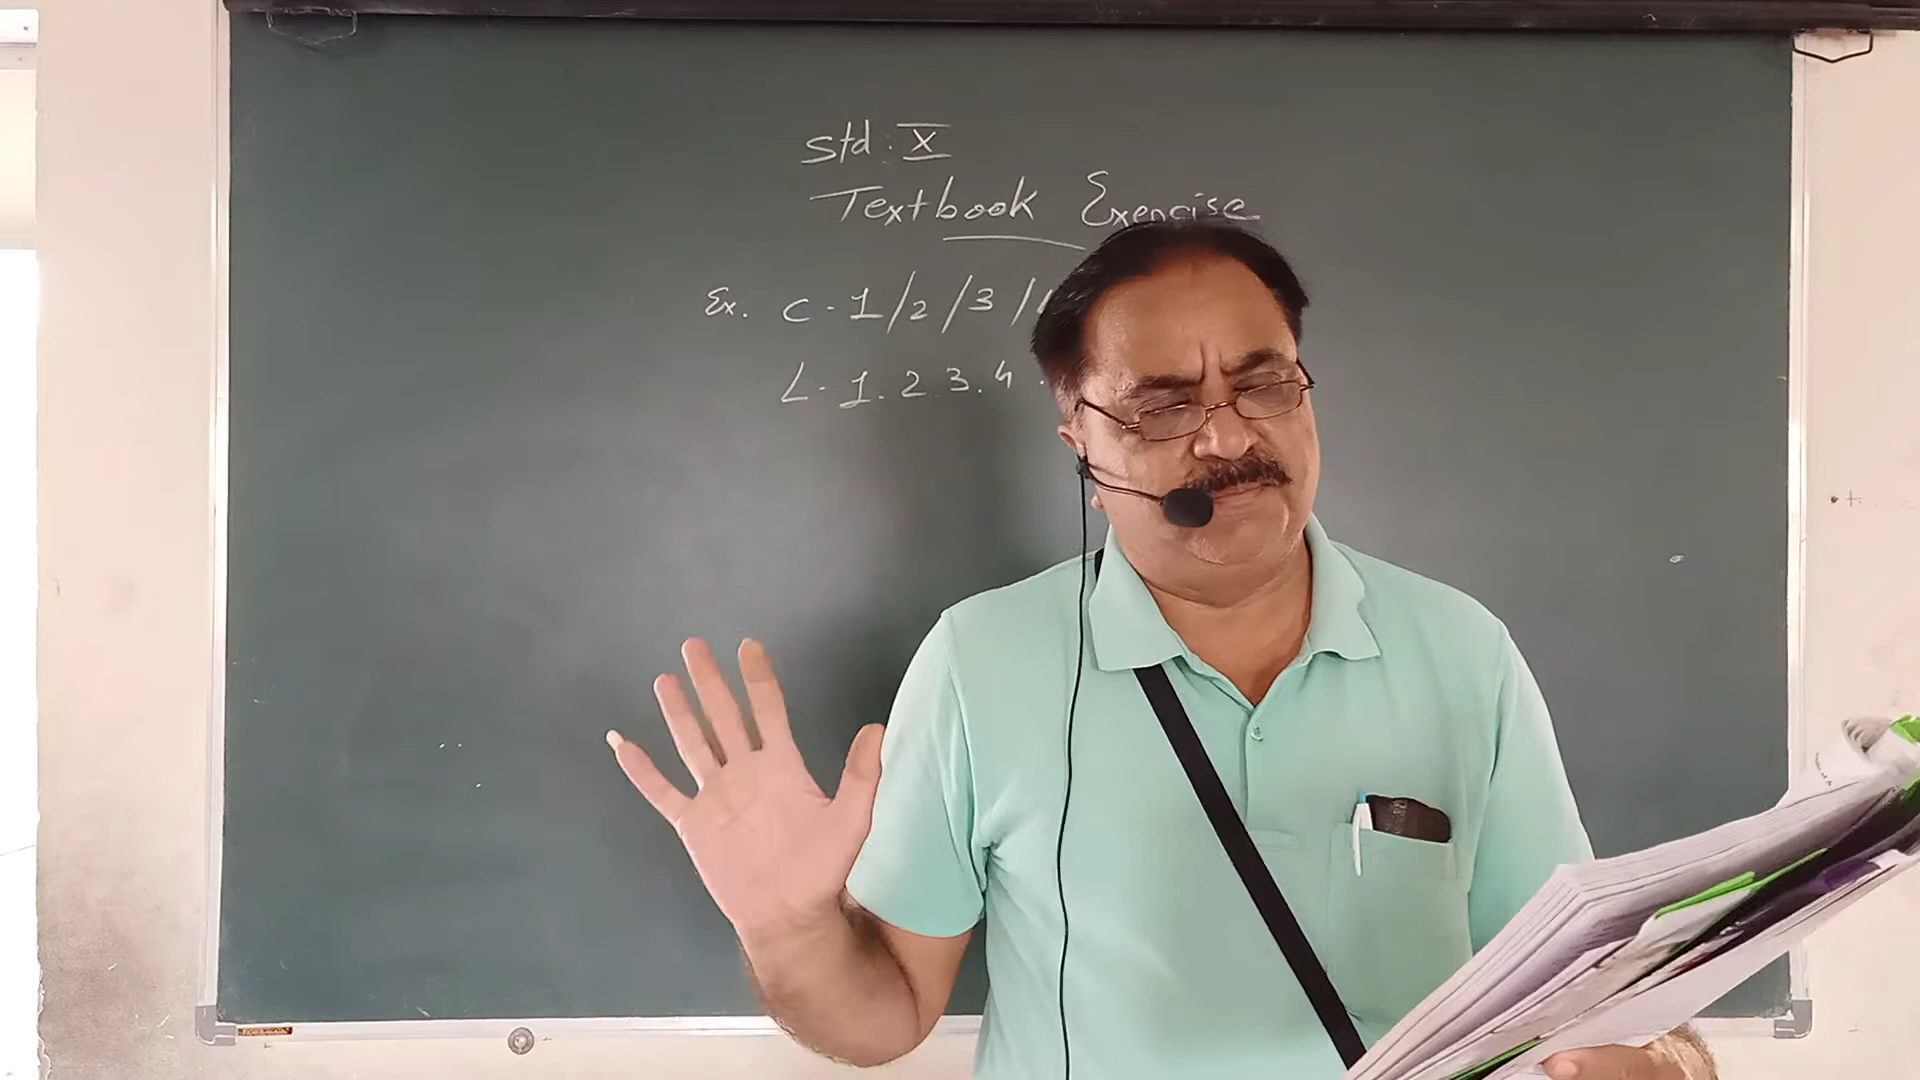 Std: X
Textbook Exercise
Ex. C-1/2/3/
L-1.2.3.4.